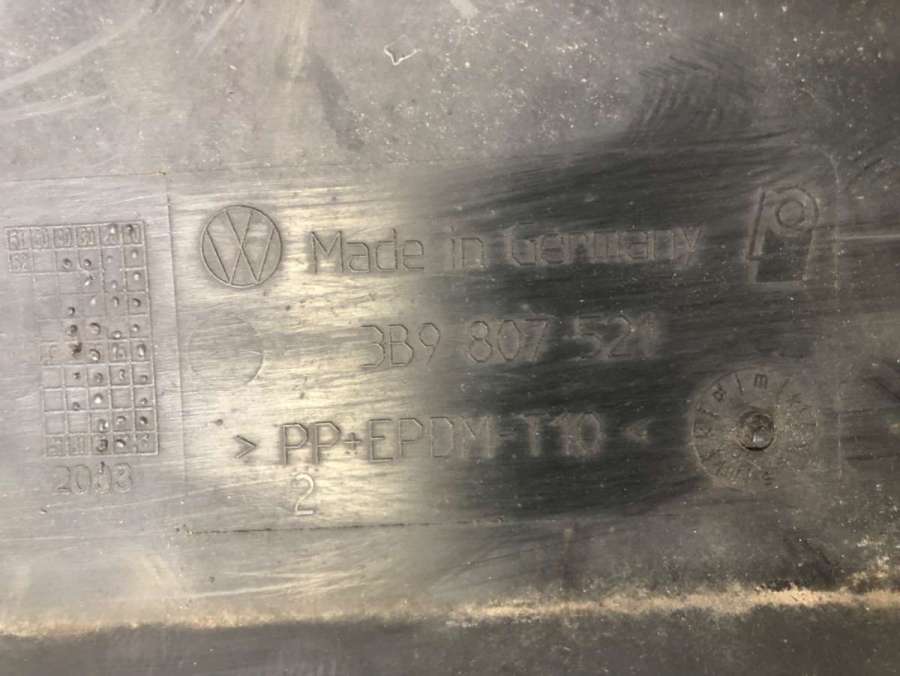 Made in Germany
3B9 807 521
> PP+EPDM-T10 <
2
2003